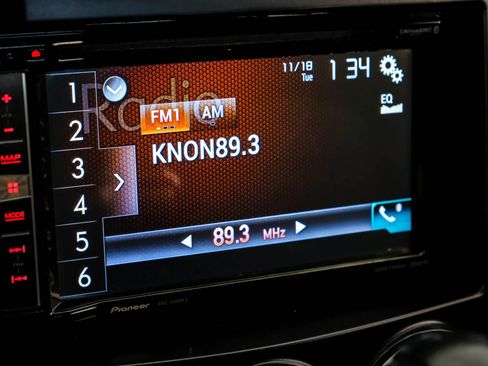 SiriusXM
11/18
Tue
1 34
Radio
EQ
FM1
AM
KNON89.3
89.3 MHz
1
2
3
4
5
6
+
-
MAP
MODE
Pioneer